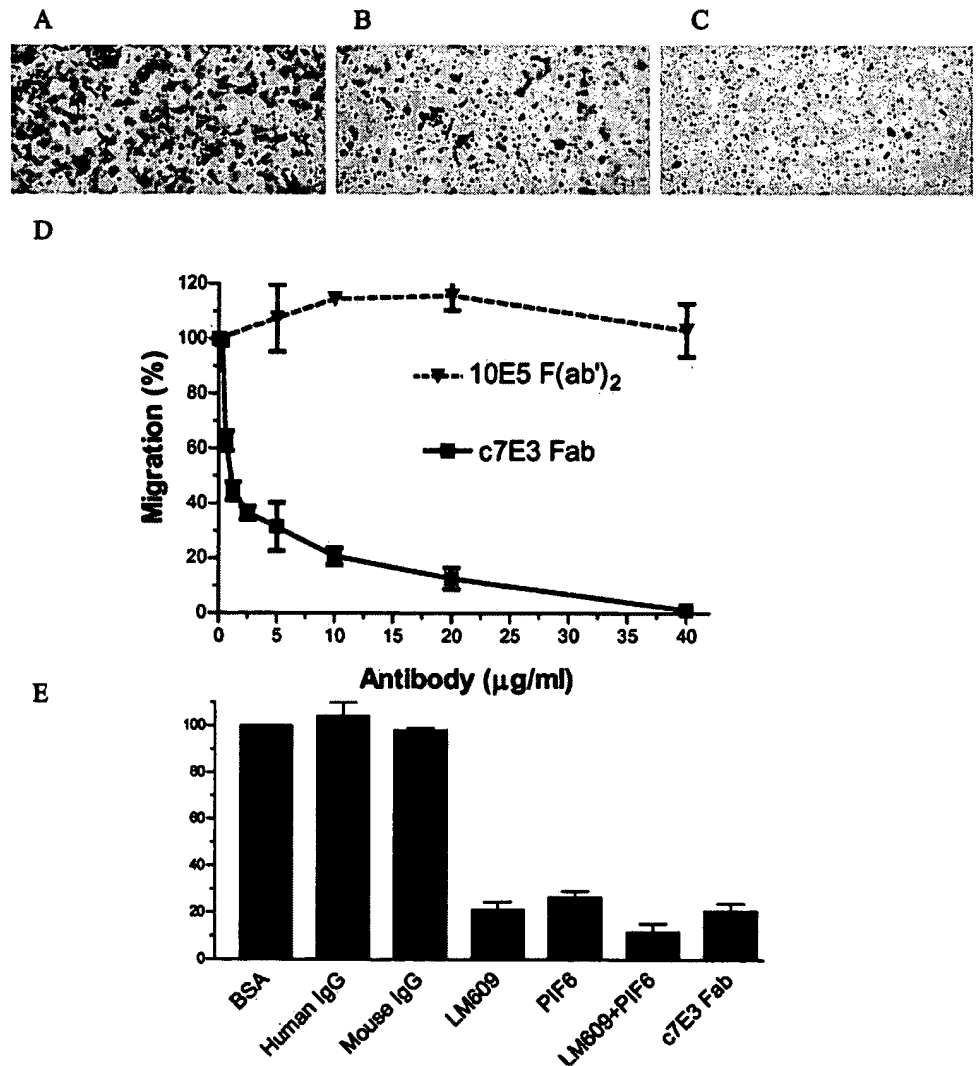 A B C
D
120
100
80
60
40
20
0
Migration (%)
10E5 F(ab')2
c7E3 Fab
0 5 10 15 20 25 30 35 40
Antibody (μg/ml)
E
100
80
60
40
20
0
BSA
Human IgG
Mouse IgG
LM609
PIF6
LM609+PIF6
c7E3 Fab